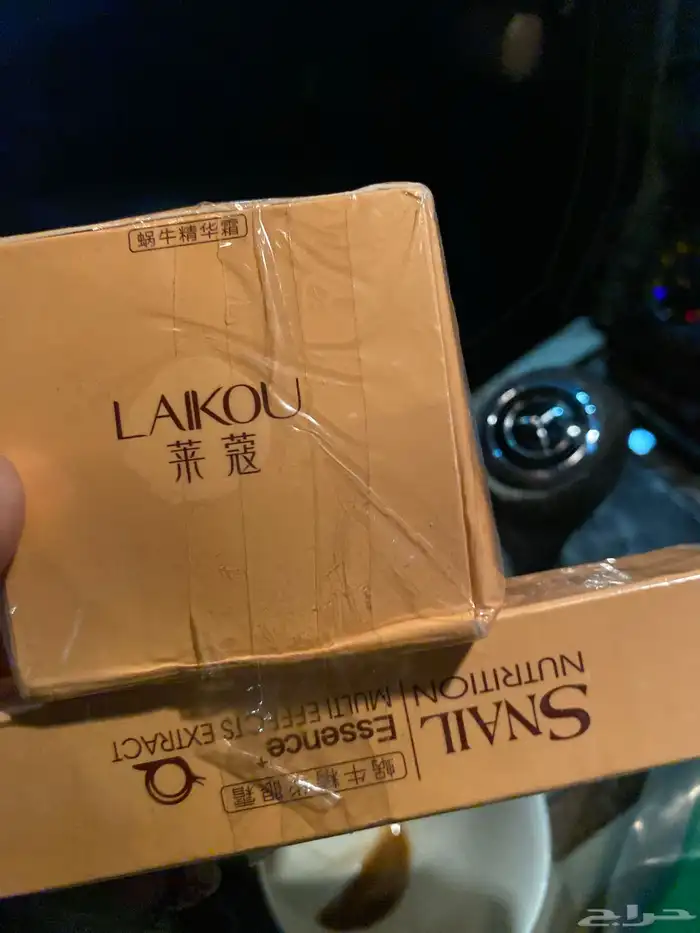 蜗牛精华霜
LAIKOU
莱蔻
SNAIL
NUTRITION
Essence
MULTI EFFECTS EXTRACT
+
蜗牛精华眼霜
حراج